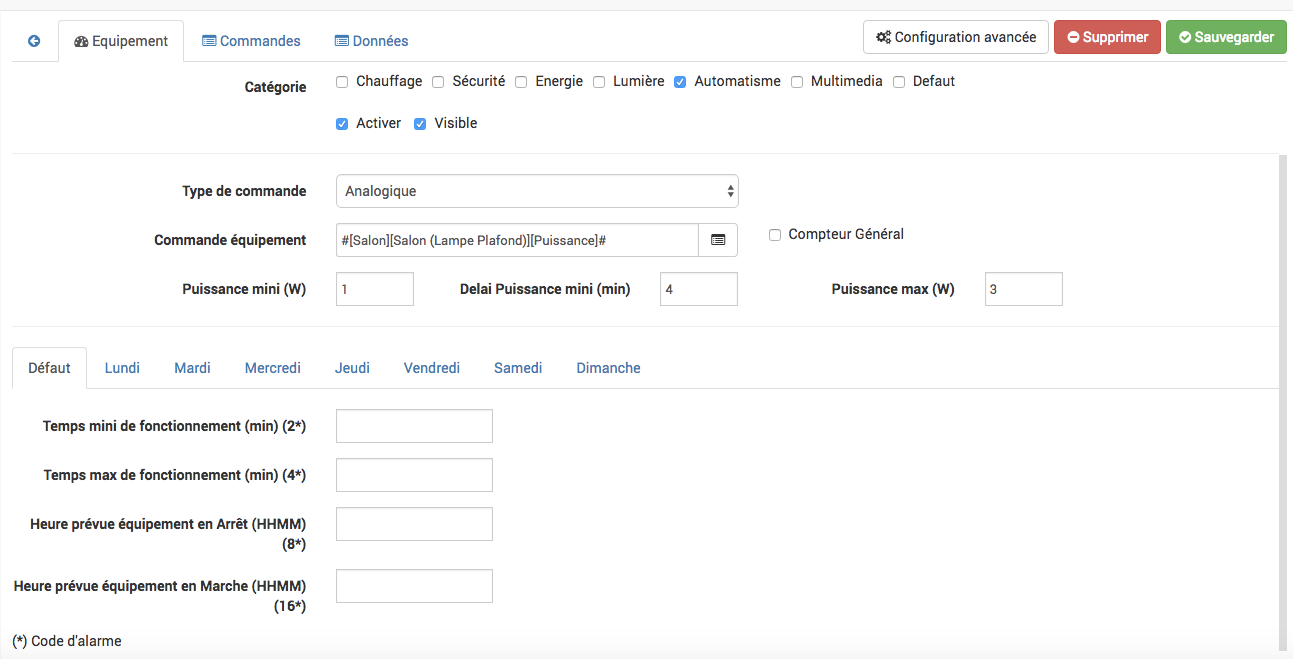 Equipement Commandes Données Configuration avancée Supprimer Sauvegarder
Catégorie Chauffage Sécurité Energie Lumière Automatisme Multimedia Defaut
Activer Visible
Type de commande Analogique
Commande équipement #[Salon][Salon (Lampe Plafond)][Puissance]# Compteur Général
Puissance mini (W) 1 Delai Puissance mini (min) 4 Puissance max (W) 3
Défaut Lundi Mardi Mercredi Jeudi Vendredi Samedi Dimanche
Temps mini de fonctionnement (min) (2*)
Temps max de fonctionnement (min) (4*)
Heure prévue équipement en Arrêt (HHMM)
(8*)
Heure prévue équipement en Marche (HHMM)
(16*)
(*) Code d'alarme